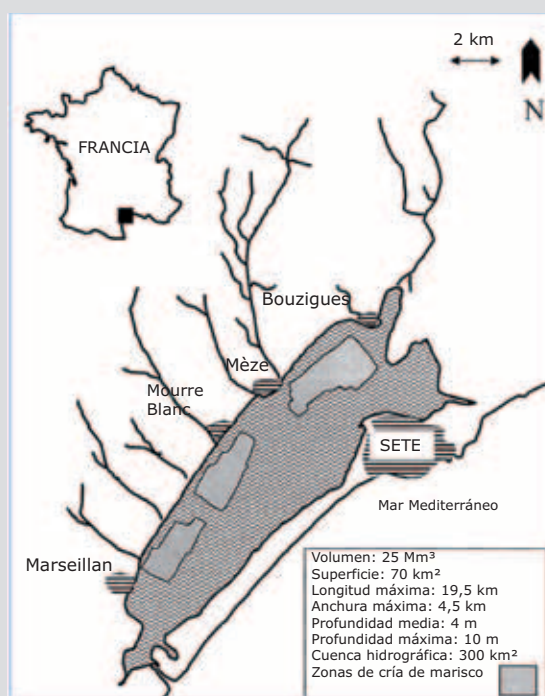 2 km
N
FRANCIA
Bouzigues
Mèze
Mourre
Blanc
SETE
Mar Mediterráneo
Marseillan
Volumen: 25 Mm³
Superficie: 70 km²
Longitud máxima: 19,5 km
Anchura máxima: 4,5 km
Profundidad media: 4 m
Profundidad máxima: 10 m
Cuenca hidrográfica: 300 km²
Zonas de cría de marisco